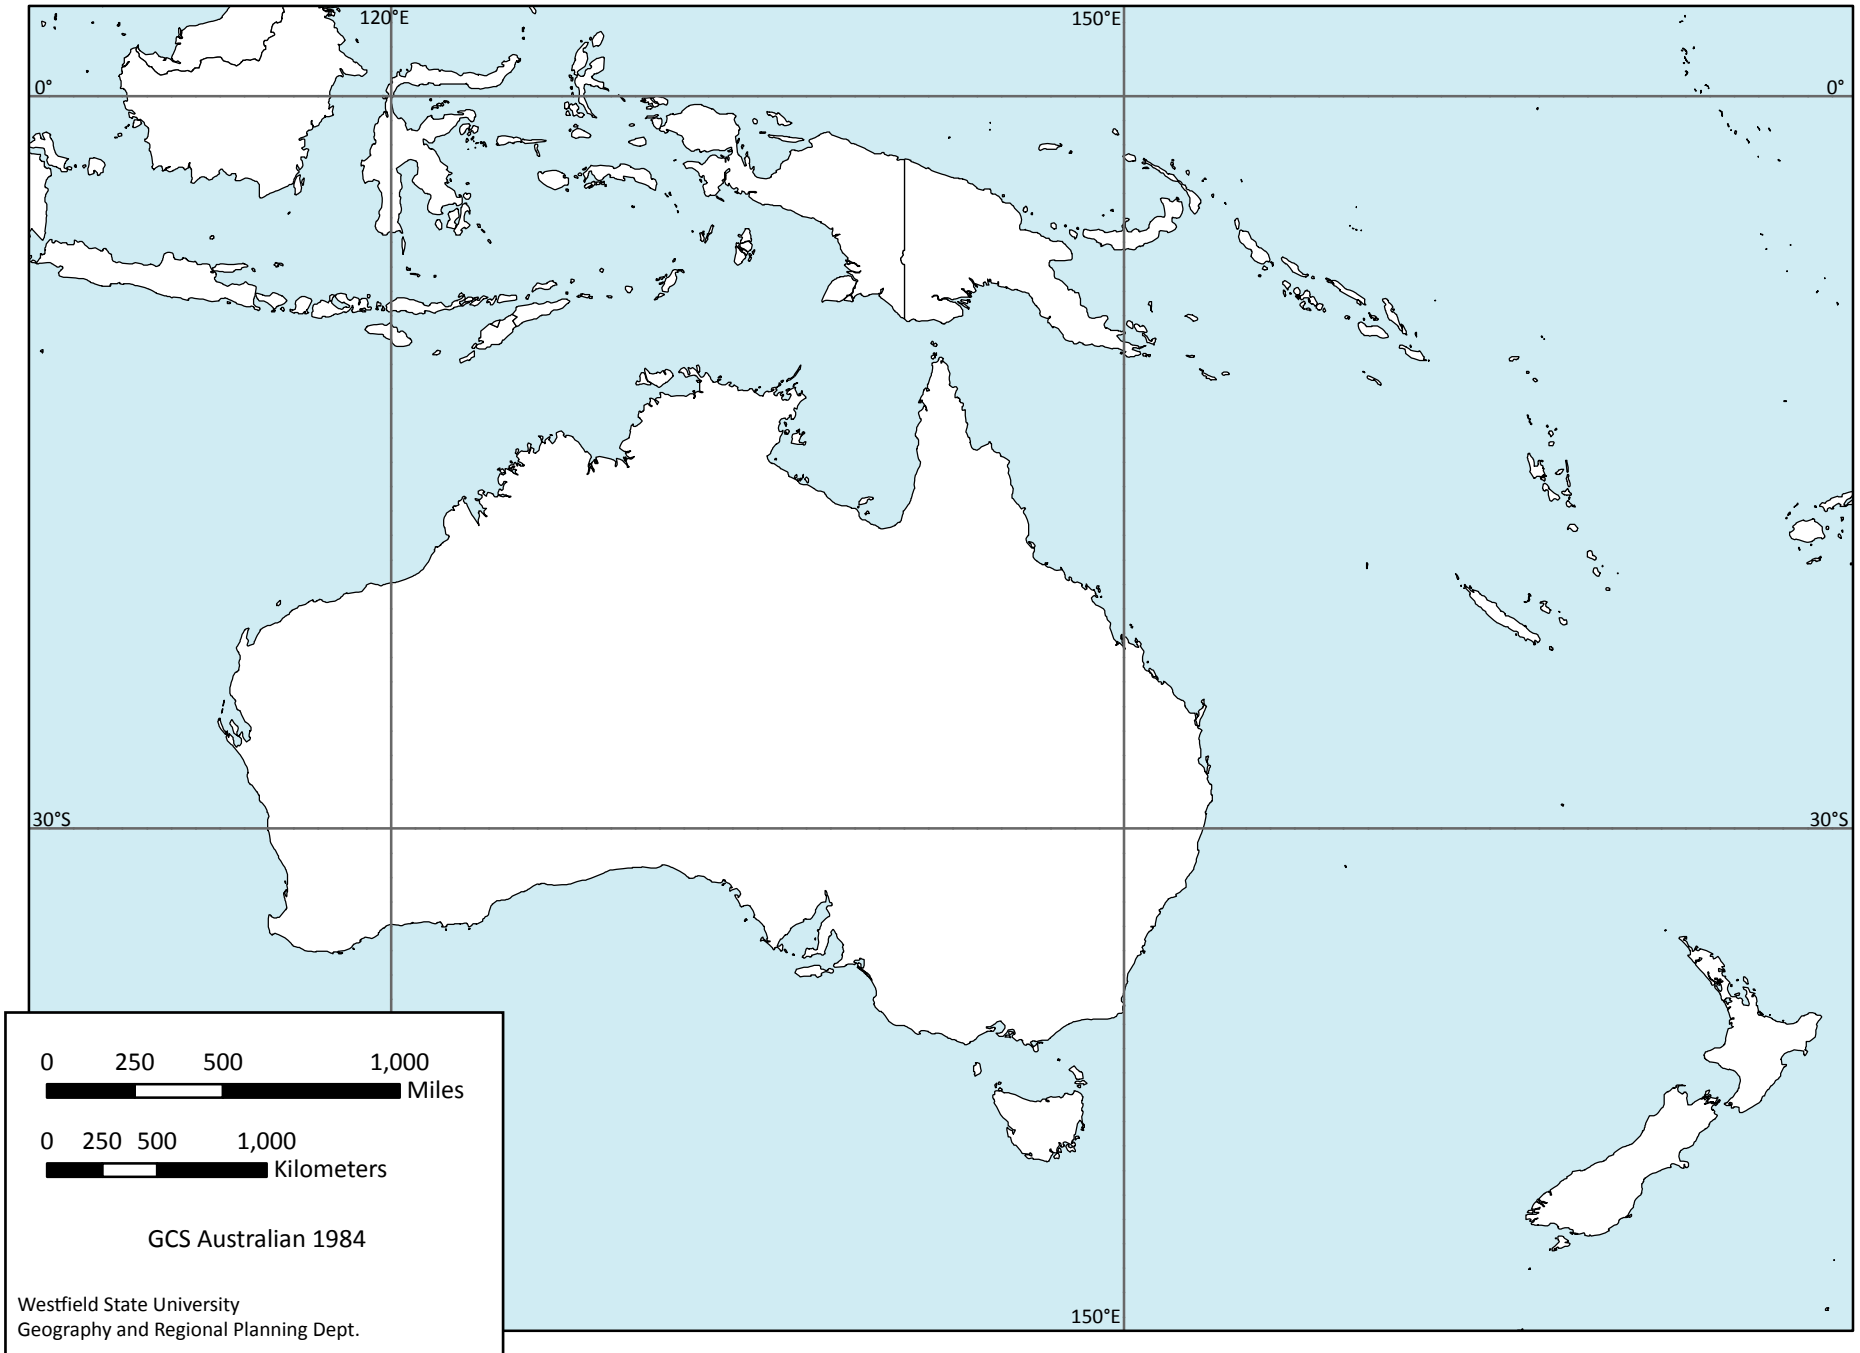 120°E
150°E
0°
0°
30°S
30°S
0 250 500 1,000
Miles
0 250 500 1,000
Kilometers
GCS Australian 1984
Westfield State University
Geography and Regional Planning Dept.
150°E